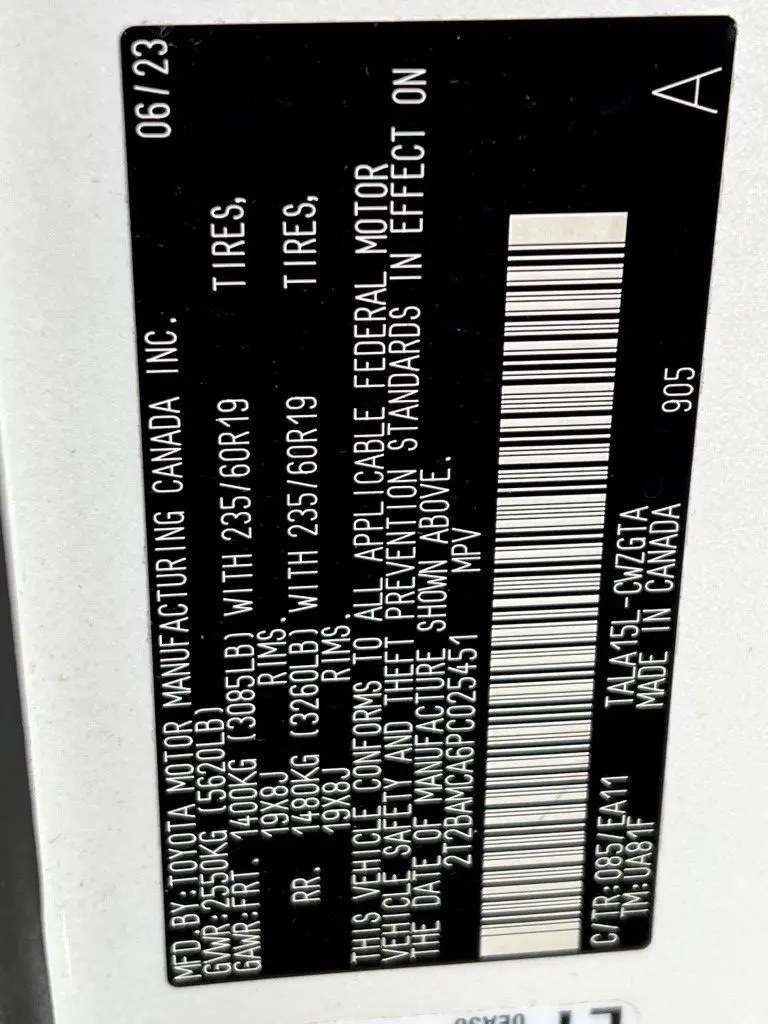 MFD.BY:TOYOTA MOTOR MANUFACTURING CANADA INC. 06/23
GVWR:2550KG (5620LB)
GAWR:FRT. 1400KG (3085LB) WITH 235/60R19 TIRES,
19X8J RIMS.
RR. 1480KG (3260LB) WITH 235/60R19 TIRES,
19X8J RIMS.
THIS VEHICLE CONFORMS TO ALL APPLICABLE FEDERAL MOTOR
VEHICLE SAFETY AND THEFT PREVENTION STANDARDS IN EFFECT ON
THE DATE OF MANUFACTURE SHOWN ABOVE.
2T2BAMCA6PC025451 MPV
C/TR:085/EA11 TALA15L-CWZGTA
TM:UA81F MADE IN CANADA 905 A